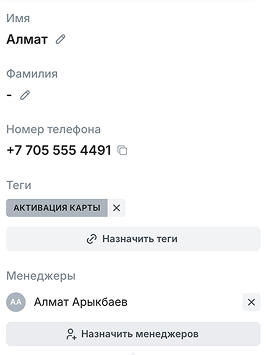 Имя
Алмат
Фамилия
-
Номер телефона
+7 705 555 4491
Теги
АКТИВАЦИЯ КАРТЫ
Назначить теги
Менеджеры
АА Алмат Арыкбаев
Назначить менеджеров